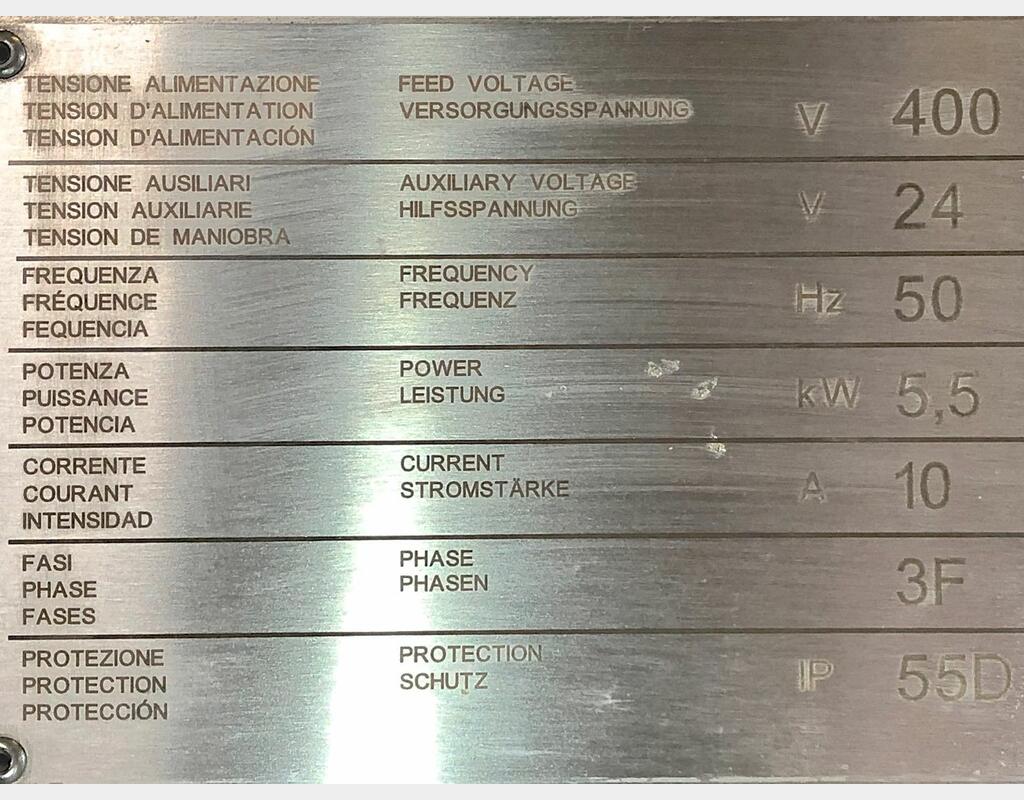 TENSIONE ALIMENTAZIONE FEED VOLTAGE
TENSION D'ALIMENTATION VERSORGUNGSSPANNUNG V 400
TENSION D'ALIMENTACIÓN
TENSIONE AUSILIARI AUXILIARY VOLTAGE
TENSION AUXILIARIE HILFSSPANNUNG V 24
TENSION DE MANIOBRA
FREQUENZA FREQUENCY
FRÉQUENCE FREQUENZ Hz 50
FEQUENCIA
POTENZA POWER
PUISSANCE LEISTUNG kW 5,5
POTENCIA
CORRENTE CURRENT
COURANT STROMSTÄRKE A 10
INTENSIDAD
FASI PHASE
PHASE PHASEN 3F
FASES
PROTEZIONE PROTECTION
PROTECTION SCHUTZ IP 55D
PROTECCIÓN